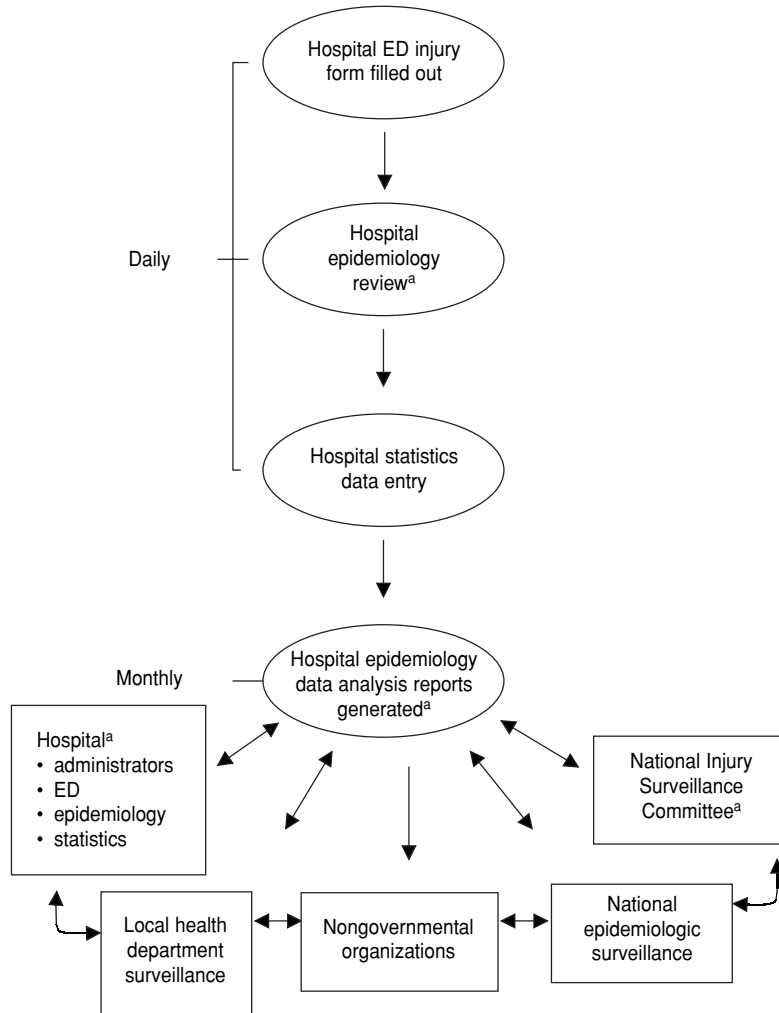 Hospital ED injury
form filled out
Daily
Hospital
epidemiology
reviewᵃ
Hospital statistics
data entry
Monthly
Hospital epidemiology
data analysis reports
generatedᵃ
Hospitalᵃ
• administrators
• ED
• epidemiology
• statistics
National Injury
Surveillance
Committeeᵃ
Local health
department
surveillance
Nongovernmental
organizations
National
epidemiologic
surveillance